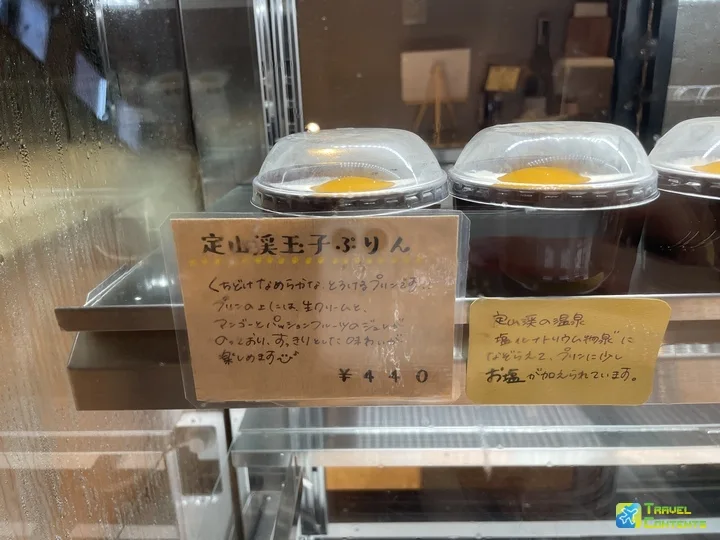 定山渓玉子ぷりん
くちどけなめらかな、とろけるプリンです。
プリンの上には、生クリームと、
マンゴーとパッションフルーツのジュレが
のっており、すっきりとした味わいが
楽しめます
￥440
定山渓の温泉
"塩化ナトリウム物泉"に
なぞらえて、プリンに少し
お塩が加えられています。
TRAVEL
CONTENTS